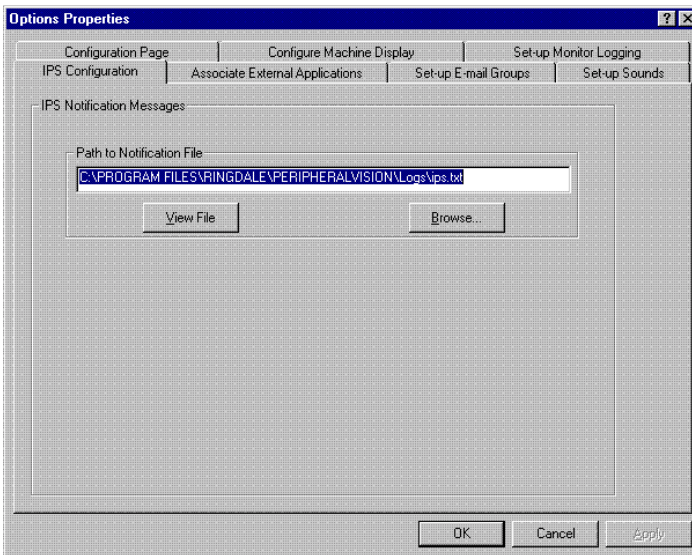 Options Properties
Configuration Page
Configure Machine Display
Set-up Monitor Logging
IPS Configuration
Associate External Applications
Set-up E-mail Groups
Set-up Sounds
IPS Notification Messages
Path to Notification File
C:\PROGRAM FILES\RINGDALE\PERIPHERALVISION\Logs\ips.txt
View File
Browse...
OK
Cancel
Apply